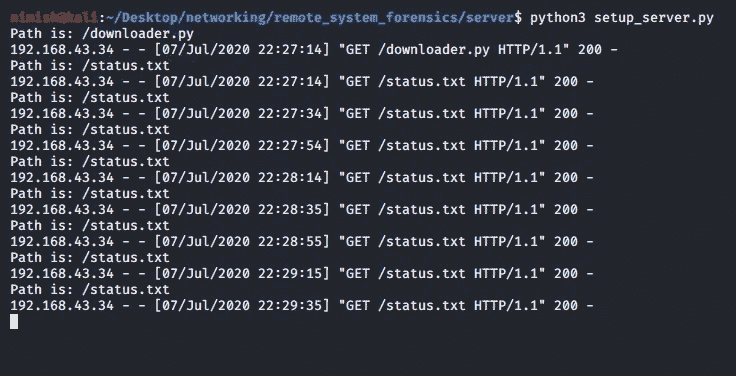 :~/Desktop/networking/remote_system_forensics/server$ python3 setup_server.py
Path is: /downloader.py
192.168.43.34 - - [07/Jul/2020 22:27:14] "GET /downloader.py HTTP/1.1" 200 -
Path is: /status.txt
192.168.43.34 - - [07/Jul/2020 22:27:14] "GET /status.txt HTTP/1.1" 200 -
Path is: /status.txt
192.168.43.34 - - [07/Jul/2020 22:27:34] "GET /status.txt HTTP/1.1" 200 -
Path is: /status.txt
192.168.43.34 - - [07/Jul/2020 22:27:54] "GET /status.txt HTTP/1.1" 200 -
Path is: /status.txt
192.168.43.34 - - [07/Jul/2020 22:28:14] "GET /status.txt HTTP/1.1" 200 -
Path is: /status.txt
192.168.43.34 - - [07/Jul/2020 22:28:35] "GET /status.txt HTTP/1.1" 200 -
Path is: /status.txt
192.168.43.34 - - [07/Jul/2020 22:28:55] "GET /status.txt HTTP/1.1" 200 -
Path is: /status.txt
192.168.43.34 - - [07/Jul/2020 22:29:15] "GET /status.txt HTTP/1.1" 200 -
Path is: /status.txt
192.168.43.34 - - [07/Jul/2020 22:29:35] "GET /status.txt HTTP/1.1" 200 -